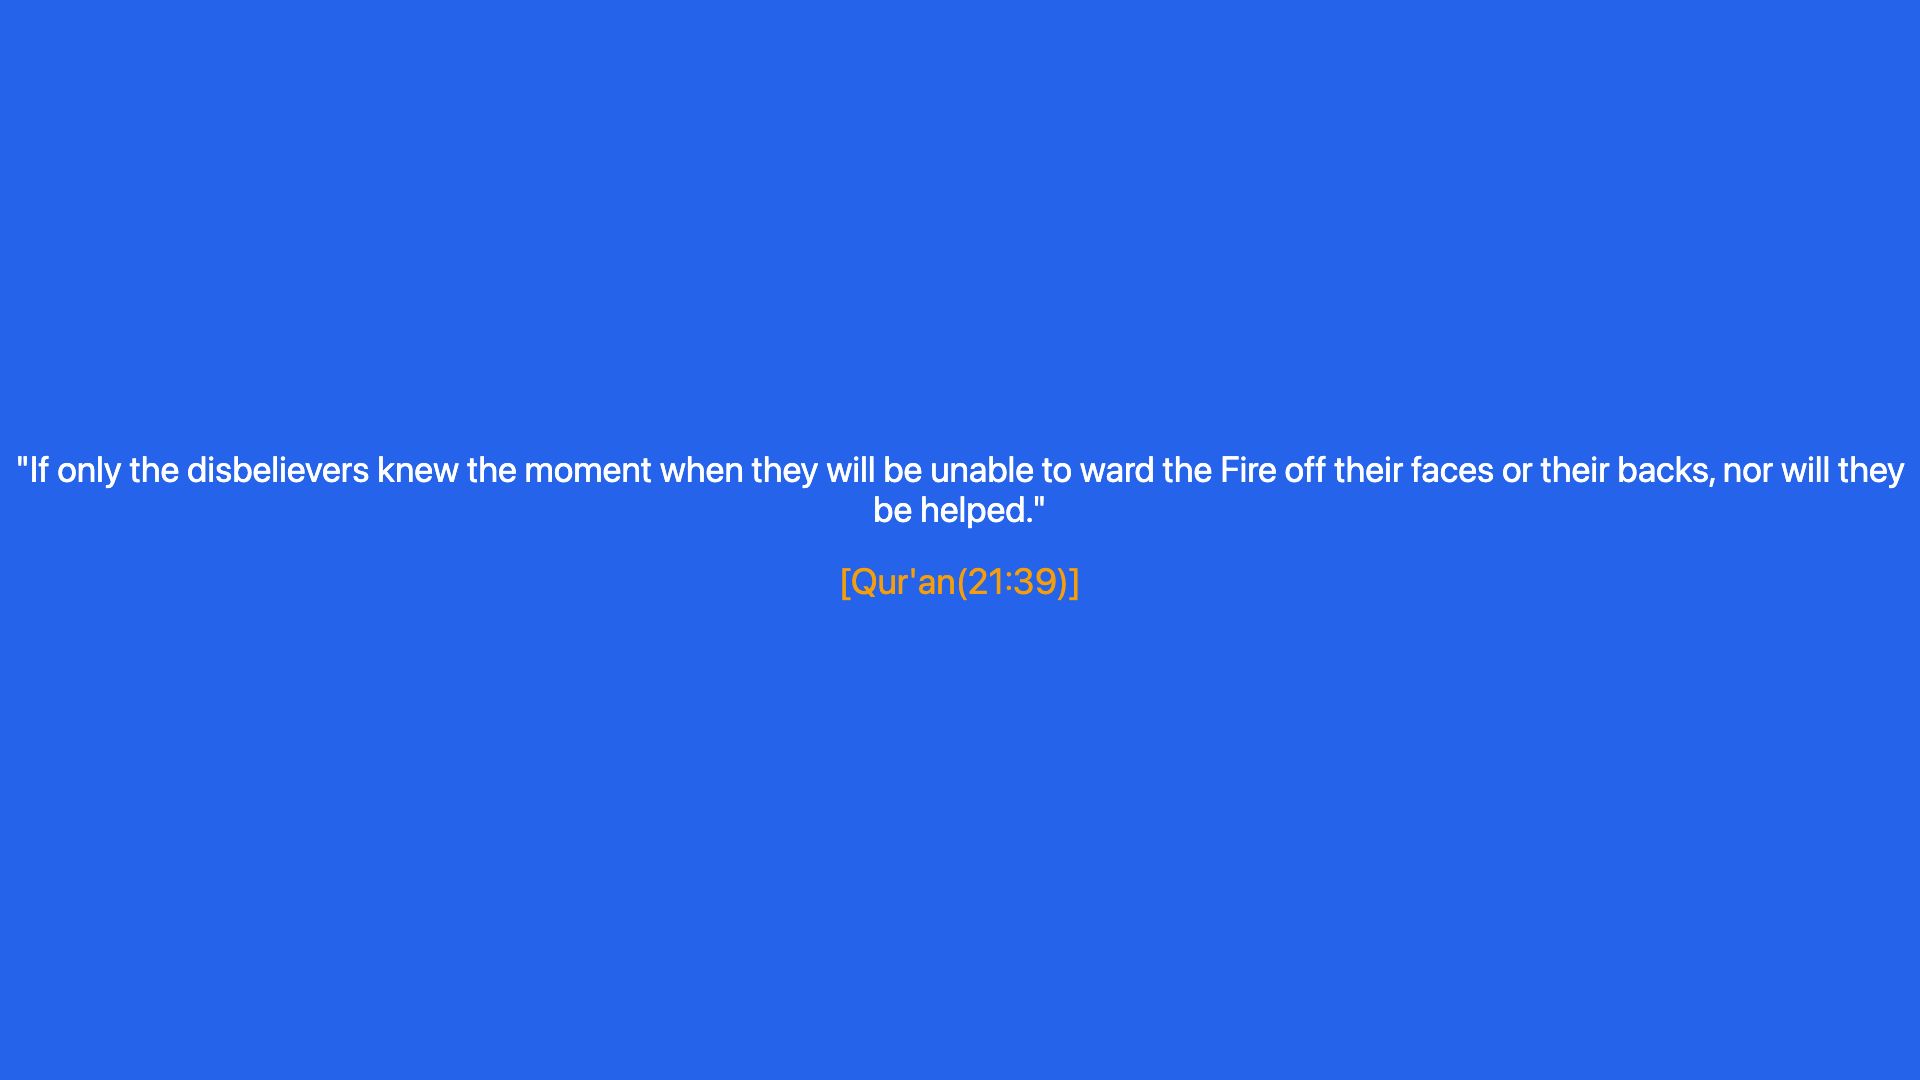 "If only the disbelievers knew the moment when they will be unable to ward the Fire off their faces or their backs, nor will they
be helped."
[Qur'an(21:39)]